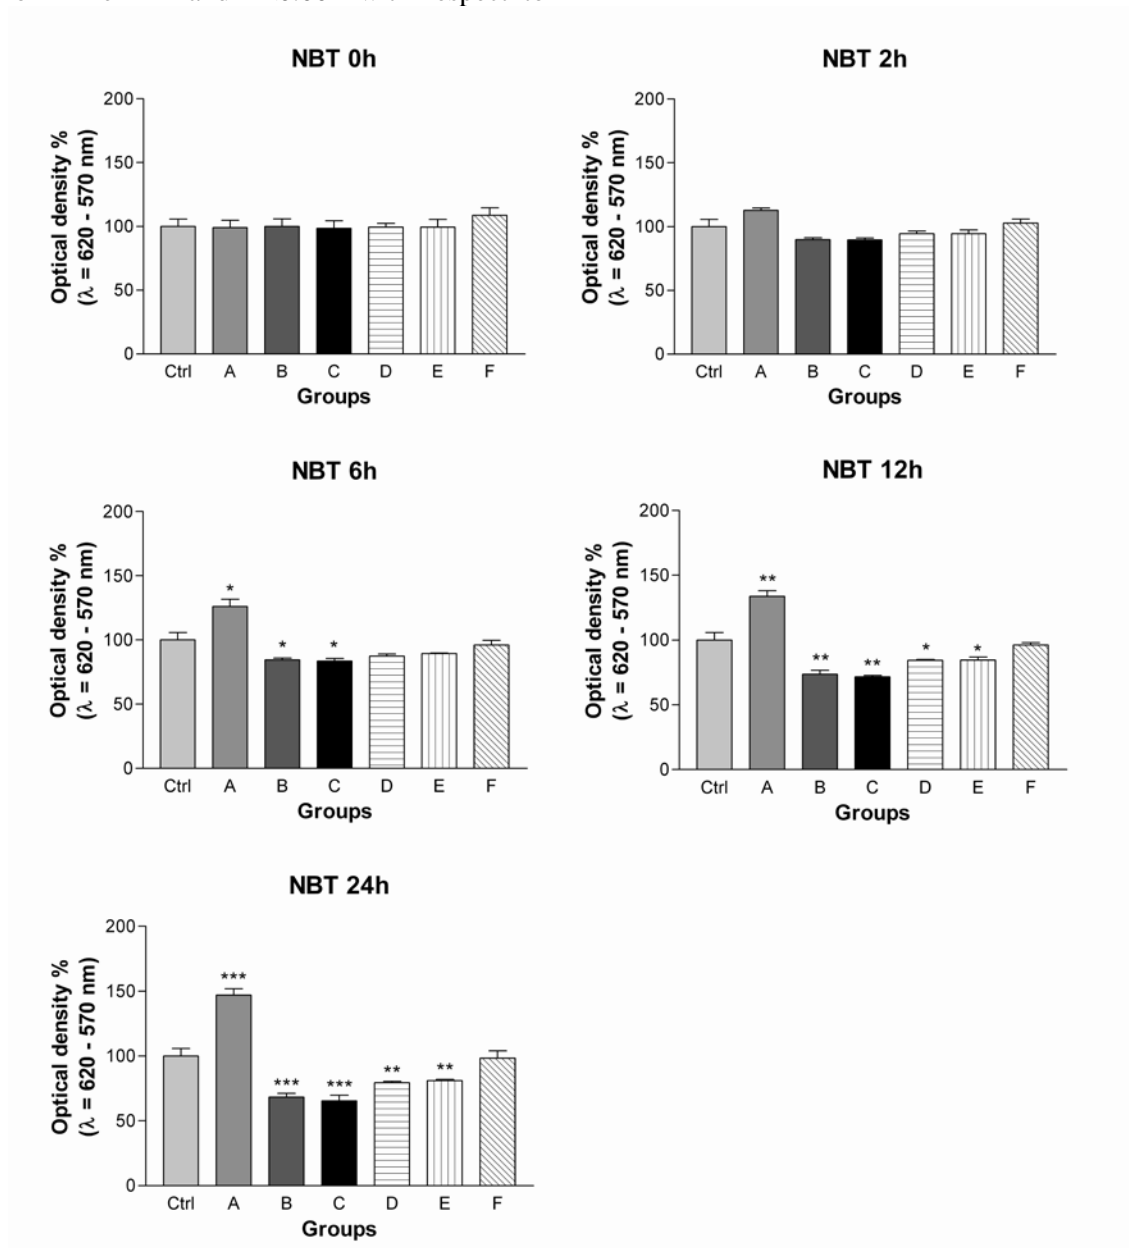 NBT 0h
Optical density %
(λ = 620 - 570 nm)
200
150
100
50
0
Ctrl A B C D E F
Groups
NBT 2h
Optical density %
(λ = 620 - 570 nm)
200
150
100
50
0
Ctrl A B C D E F
Groups
NBT 6h
Optical density %
(λ = 620 - 570 nm)
200
150
100
50
0
* * *
Ctrl A B C D E F
Groups
NBT 12h
Optical density %
(λ = 620 - 570 nm)
200
150
100
50
0
** ** ** * *
Ctrl A B C D E F
Groups
NBT 24h
Optical density %
(λ = 620 - 570 nm)
200
150
100
50
0
*** *** *** ** **
Ctrl A B C D E F
Groups